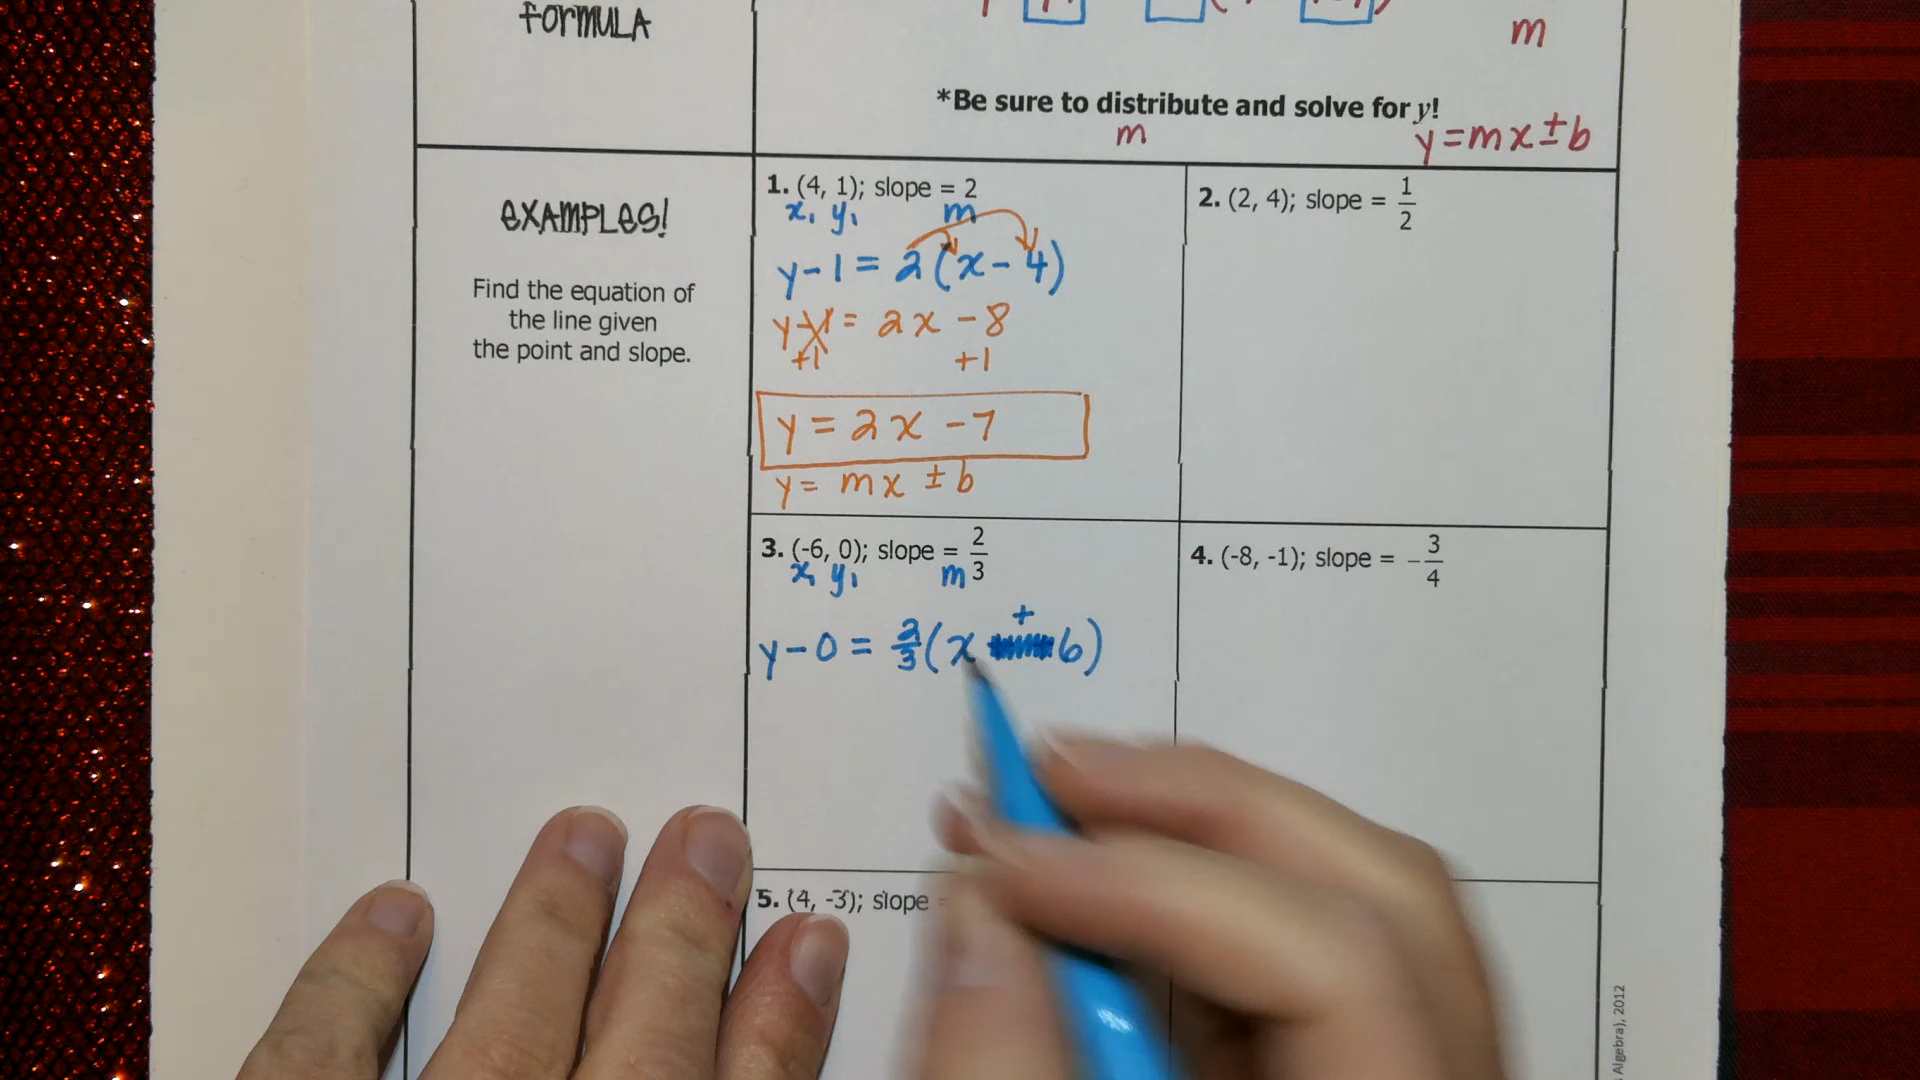 FORMULA
m
*Be sure to distribute and solve for y!
m
y = mx ± b
EXAMPLES!
Find the equation of
the line given
the point and slope.
1. (4, 1); slope = 2
x₁ y₁ m
y - 1 = 2(x - 4)
y - 1 = 2x - 8
+1 +1
y = 2x - 7
y = mx ± b
2. (2, 4); slope = 1/2
3. (-6, 0); slope = 2/3
x₁ y₁ m
y - 0 = 2/3(x + 6)
4. (-8, -1); slope = -3/4
5. (4, -3); slope
Algebra), 2012